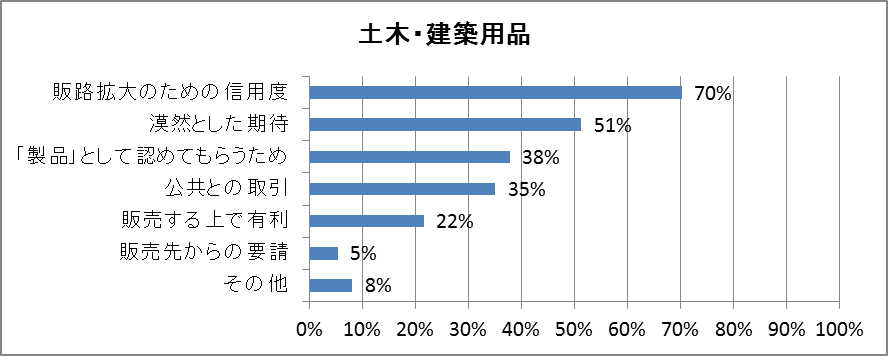 土木・建築用品
販路拡大のための信用度
70%
漠然とした期待
51%
「製品」として認めてもらうため
38%
公共との取引
35%
販売する上で有利
22%
販売先からの要請
5%
その他
8%
0% 10% 20% 30% 40% 50% 60% 70% 80% 90% 100%